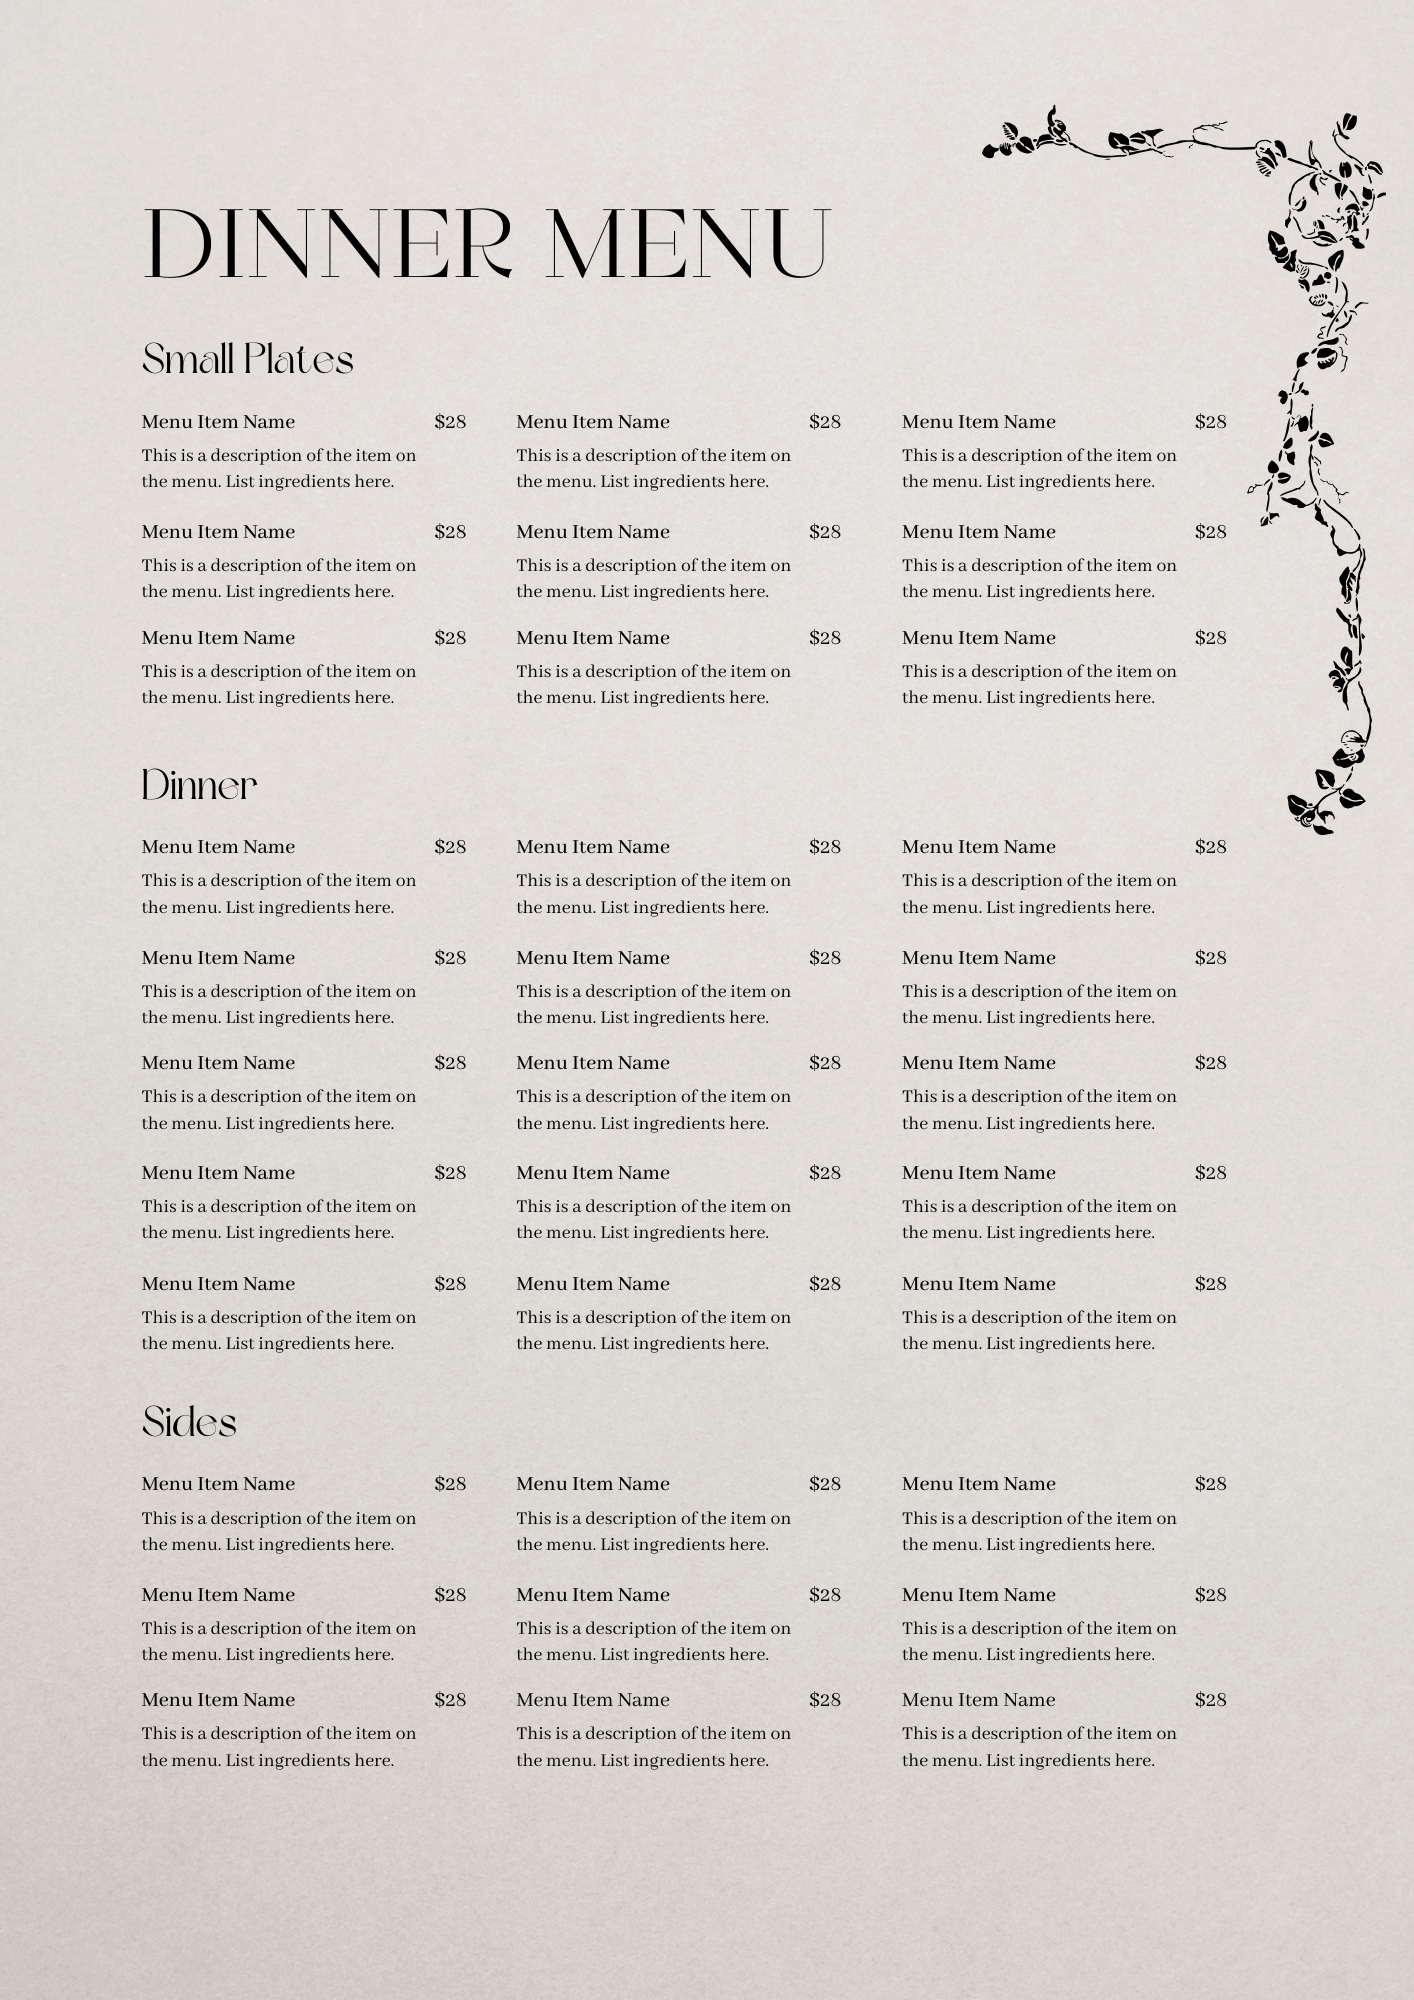 DINNER MENU
Small Plates
Menu Item Name $28 Menu Item Name $28 Menu Item Name $28
This is a description of the item on This is a description of the item on This is a description of the item on
the menu. List ingredients here. the menu. List ingredients here. the menu. List ingredients here.
Menu Item Name $28 Menu Item Name $28 Menu Item Name $28
This is a description of the item on This is a description of the item on This is a description of the item on
the menu. List ingredients here. the menu. List ingredients here. the menu. List ingredients here.
Menu Item Name $28 Menu Item Name $28 Menu Item Name $28
This is a description of the item on This is a description of the item on This is a description of the item on
the menu. List ingredients here. the menu. List ingredients here. the menu. List ingredients here.
Dinner
Menu Item Name $28 Menu Item Name $28 Menu Item Name $28
This is a description of the item on This is a description of the item on This is a description of the item on
the menu. List ingredients here. the menu. List ingredients here. the menu. List ingredients here.
Menu Item Name $28 Menu Item Name $28 Menu Item Name $28
This is a description of the item on This is a description of the item on This is a description of the item on
the menu. List ingredients here. the menu. List ingredients here. the menu. List ingredients here.
Menu Item Name $28 Menu Item Name $28 Menu Item Name $28
This is a description of the item on This is a description of the item on This is a description of the item on
the menu. List ingredients here. the menu. List ingredients here. the menu. List ingredients here.
Menu Item Name $28 Menu Item Name $28 Menu Item Name $28
This is a description of the item on This is a description of the item on This is a description of the item on
the menu. List ingredients here. the menu. List ingredients here. the menu. List ingredients here.
Menu Item Name $28 Menu Item Name $28 Menu Item Name $28
This is a description of the item on This is a description of the item on This is a description of the item on
the menu. List ingredients here. the menu. List ingredients here. the menu. List ingredients here.
Sides
Menu Item Name $28 Menu Item Name $28 Menu Item Name $28
This is a description of the item on This is a description of the item on This is a description of the item on
the menu. List ingredients here. the menu. List ingredients here. the menu. List ingredients here.
Menu Item Name $28 Menu Item Name $28 Menu Item Name $28
This is a description of the item on This is a description of the item on This is a description of the item on
the menu. List ingredients here. the menu. List ingredients here. the menu. List ingredients here.
Menu Item Name $28 Menu Item Name $28 Menu Item Name $28
This is a description of the item on This is a description of the item on This is a description of the item on
the menu. List ingredients here. the menu. List ingredients here. the menu. List ingredients here.